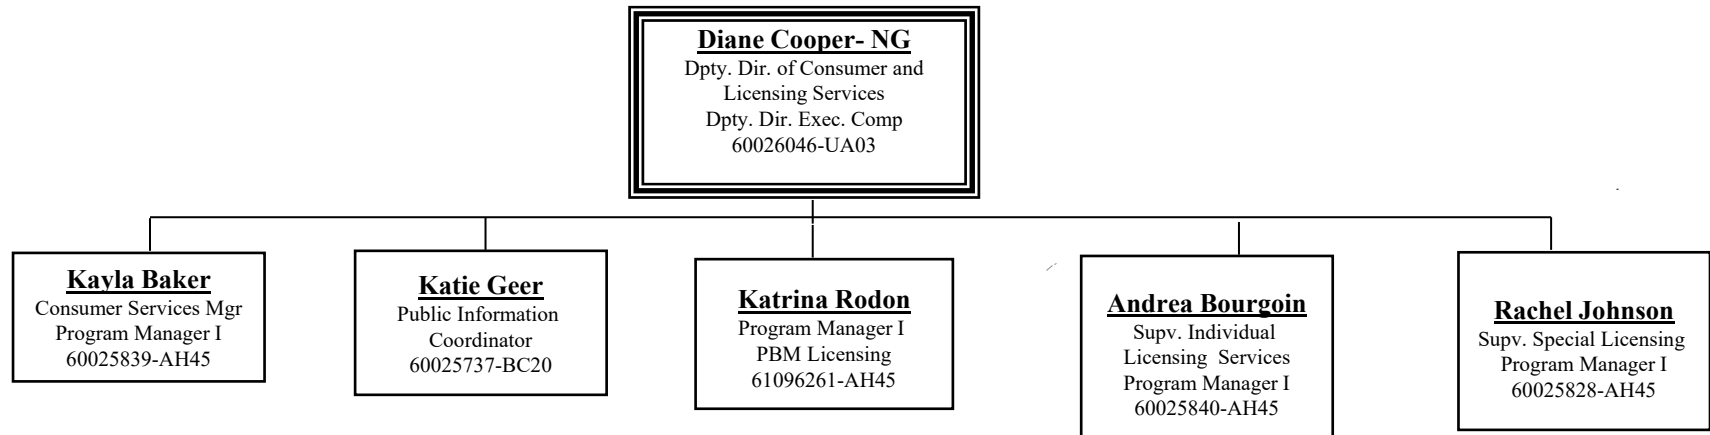 Diane Cooper- NG
Dpty. Dir. of Consumer and
Licensing Services
Dpty. Dir. Exec. Comp
60026046-UA03
Kayla Baker
Consumer Services Mgr
Program Manager I
60025839-AH45
Katie Geer
Public Information
Coordinator
60025737-BC20
Katrina Rodon
Program Manager I
PBM Licensing
61096261-AH45
Andrea Bourgoin
Supv. Individual
Licensing Services
Program Manager I
60025840-AH45
Rachel Johnson
Supv. Special Licensing
Program Manager I
60025828-AH45